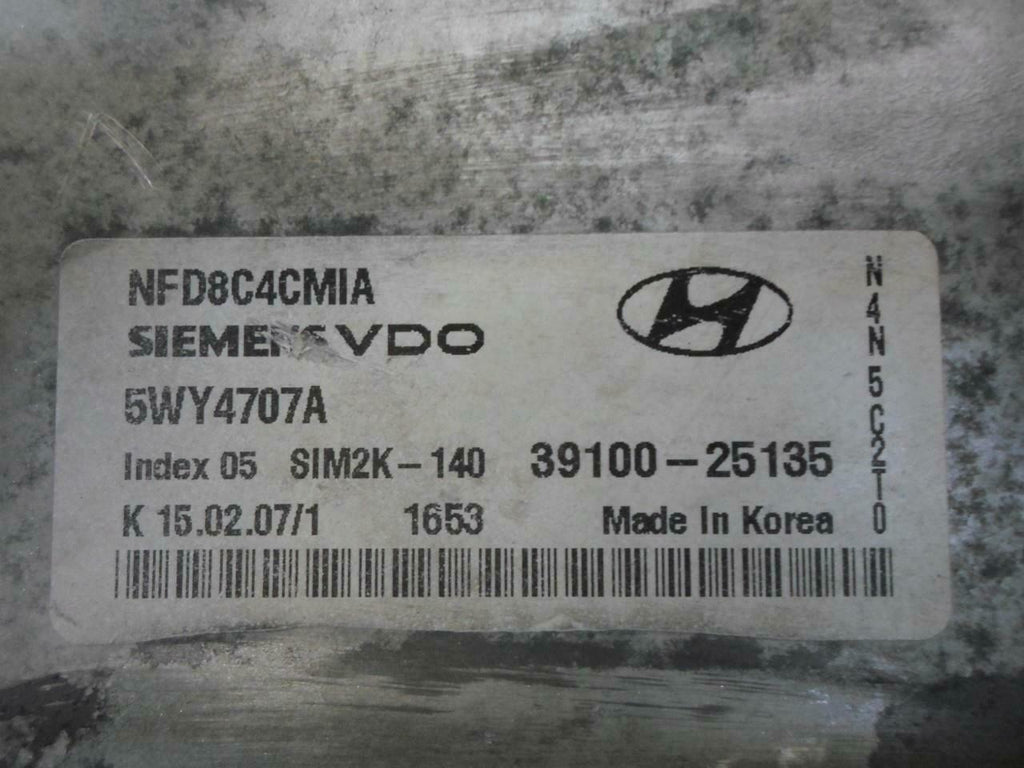 NFD8C4CMIA
SIEMENS VDO
5WY4707A
Index 05 SIM2K-140 39100-25135
K 15.02.07/1 1653 Made In Korea
N4N5C2T0